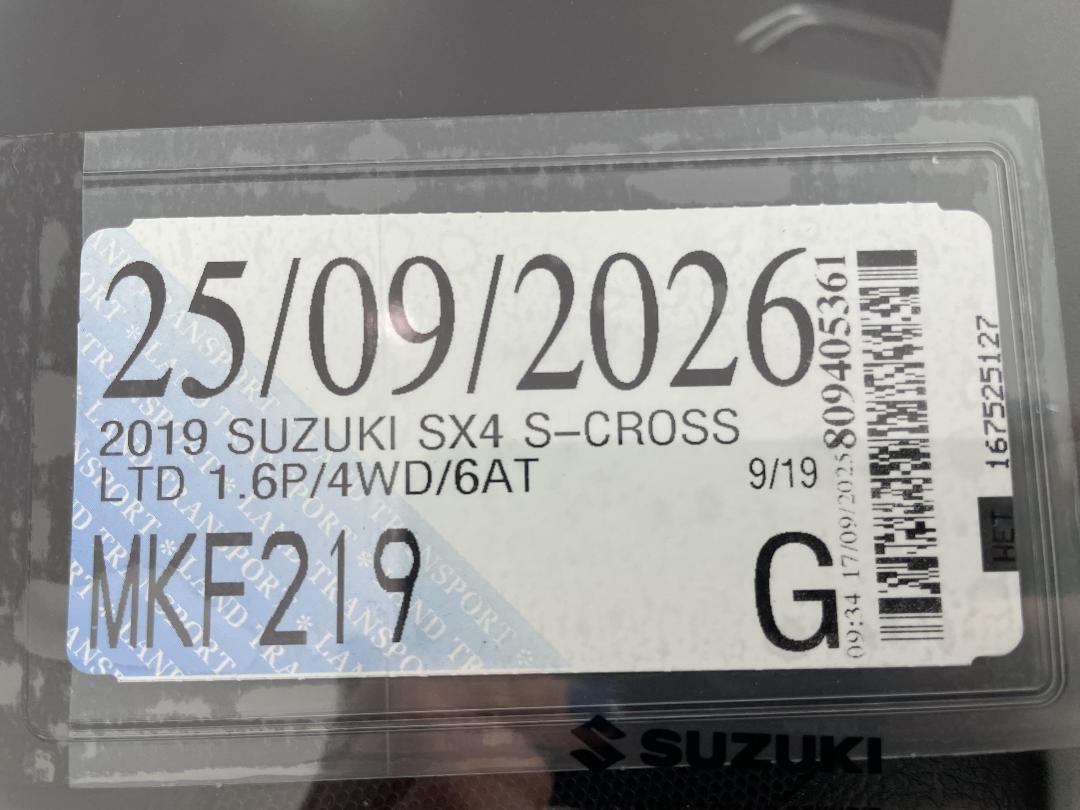 25/09/2026
2019 SUZUKI SX4 S-CROSS
LTD 1.6P/4WD/6AT 9/19
MKF219 G
09:34 17/09/2025 809405361
167525127
HET
SUZUKI